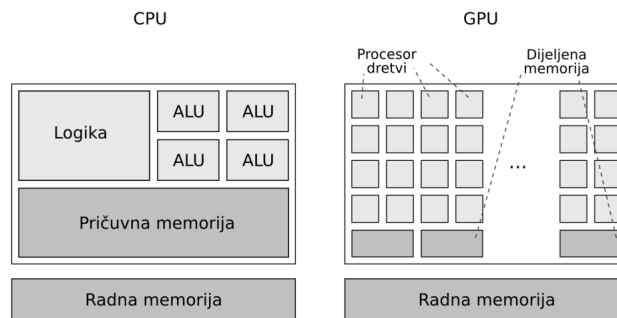 CPU
GPU
Procesor
dretvi
Dijeljena
memorija
Logika
ALU
ALU
ALU
ALU
...
Pričuvna memorija
Radna memorija
Radna memorija